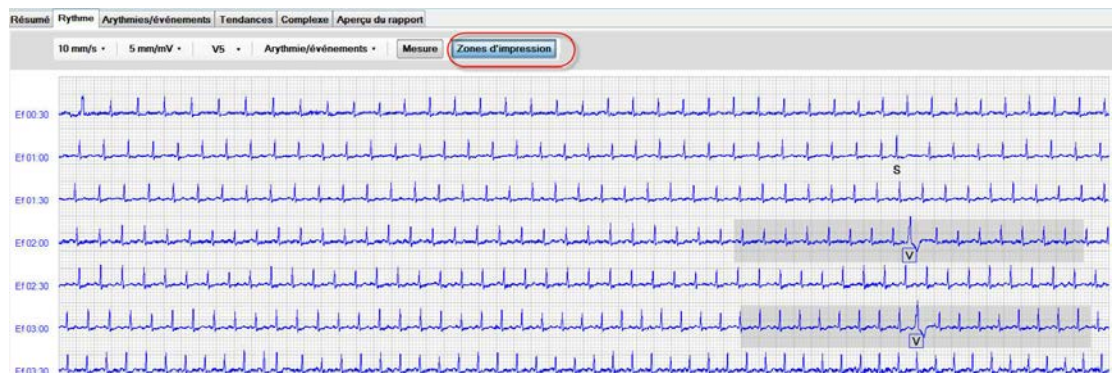 Résumé Rythme Arythmies/événements Tendances Complexe Aperçu du rapport
10 mm/s 5 mm/mV V5 Arythmie/événements Mesure Zones d'impression
Ef 00:30
Ef 01:00
S
Ef 01:30
Ef 02:00
V
Ef 02:30
Ef 03:00
V
Ef 03:30